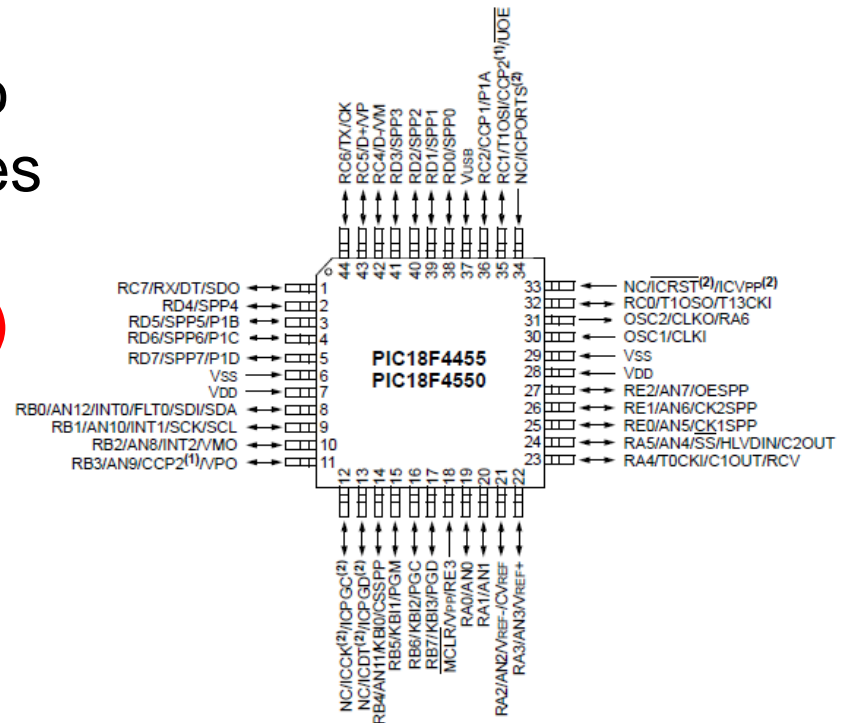 o
es
)
RC6/TX/CK
RC5/D+/VP
RC4/D-/VM
RD3/SPP3
RD2/SPP2
RD1/SPP1
RD0/SPP0
VUSB
RC2/CCP1/P1A
RC1/T1OSI/CCP2(1)/UOE
NC/ICPORTS(2)
44 43 42 41 40 39 38 37 36 35 34
RC7/RX/DT/SDO 1
RD4/SPP4 2
RD5/SPP5/P1B 3
RD6/SPP6/P1C 4
RD7/SPP7/P1D 5
VSS 6
VDD 7
RB0/AN12/INT0/FLT0/SDI/SDA 8
RB1/AN10/INT1/SCK/SCL 9
RB2/AN8/INT2/VMO 10
RB3/AN9/CCP2(1)/VPO 11
PIC18F4455
PIC18F4550
33 NC/ICRST(2)/ICVPP(2)
32 RC0/T1OSO/T13CKI
31 OSC2/CLKO/RA6
30 OSC1/CLKI
29 VSS
28 VDD
27 RE2/AN7/OESPP
26 RE1/AN6/CK2SPP
25 RE0/AN5/CK1SPP
24 RA5/AN4/SS/HLVDIN/C2OUT
23 RA4/T0CKI/C1OUT/RCV
12 13 14 15 16 17 18 19 20 21 22
NC/ICCK(2)/ICPGC(2)
NC/ICDT(2)/ICPGD(2)
RB4/AN11/KBI0/CSSPP
RB5/KBI1/PGM
RB6/KBI2/PGC
RB7/KBI3/PGD
MCLR/VPP/RE3
RA0/AN0
RA1/AN1
RA2/AN2/VREF-/CVREF
RA3/AN3/VREF+